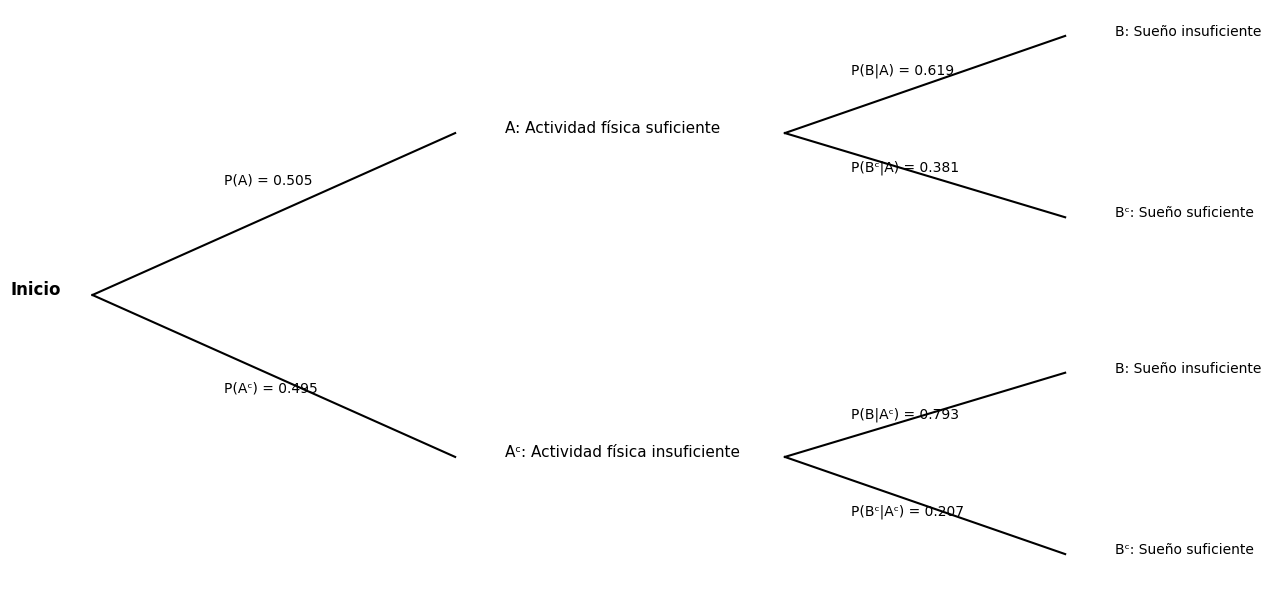 B: Sueño insuficiente
P(B|A) = 0.619
A: Actividad física suficiente
P(Bᶜ|A) = 0.381
P(A) = 0.505
Bᶜ: Sueño suficiente
Inicio
B: Sueño insuficiente
P(Aᶜ) = 0.495
P(B|Aᶜ) = 0.793
Aᶜ: Actividad física insuficiente
P(Bᶜ|Aᶜ) = 0.207
Bᶜ: Sueño suficiente